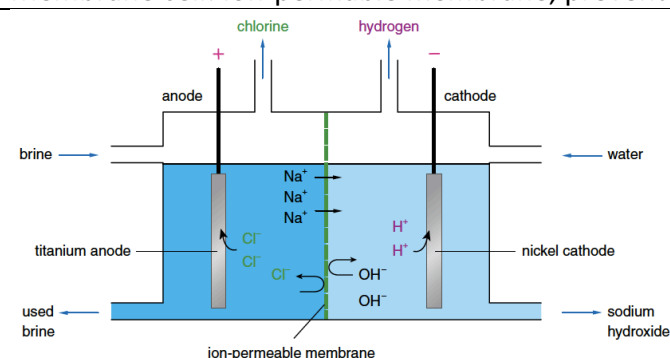 chlorine
hydrogen
+
−
anode
cathode
brine
water
Na⁺
Na⁺
Na⁺
Cl⁻
Cl⁻
Cl⁻
H⁺
H⁺
OH⁻
OH⁻
titanium anode
nickel cathode
used
brine
sodium
hydroxide
ion-permeable membrane